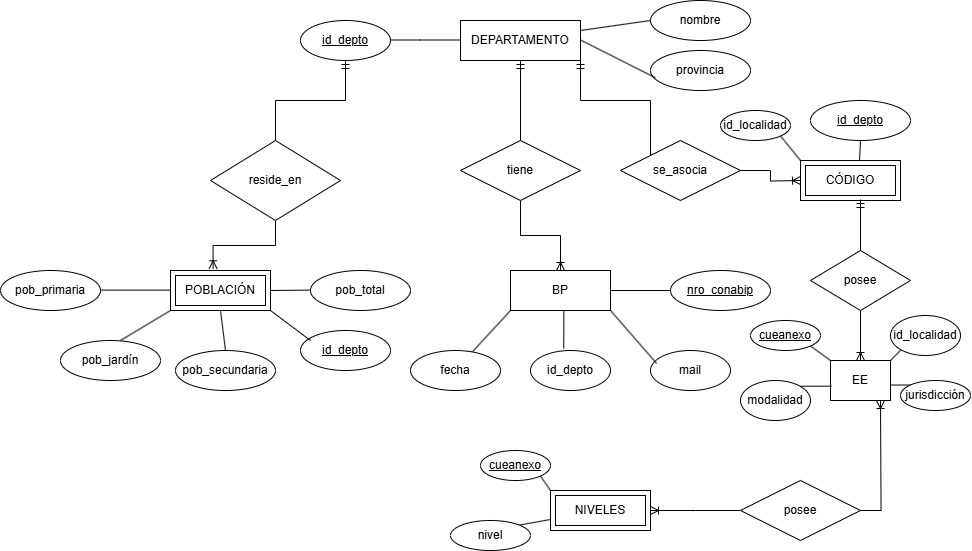 nombre
id_depto
DEPARTAMENTO
provincia
id_localidad
id_depto
reside_en
tiene
se_asocia
CÓDIGO
pob_primaria
POBLACIÓN
pob_total
BP
nro_conabip
posee
pob_jardín
pob_secundaria
id_depto
fecha
id_depto
mail
cueanexo
id_localidad
EE
modalidad
jurisdicción
cueanexo
NIVELES
posee
nivel